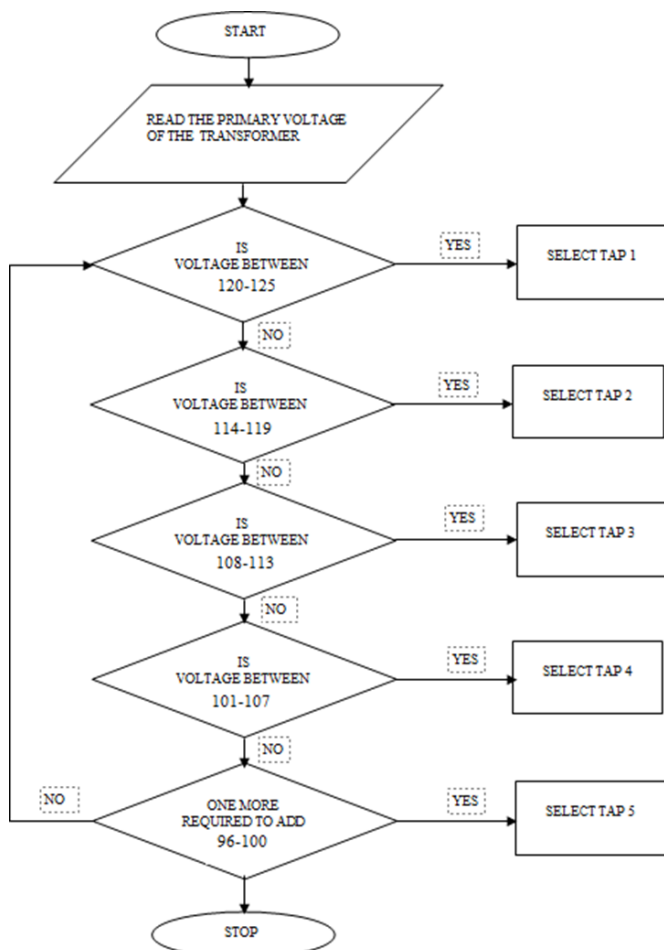 START
READ THE PRIMARY VOLTAGE
OF THE TRANSFORMER
IS
VOLTAGE BETWEEN
120-125
YES
SELECT TAP 1
NO
IS
VOLTAGE BETWEEN
114-119
YES
SELECT TAP 2
NO
IS
VOLTAGE BETWEEN
108-113
YES
SELECT TAP 3
NO
IS
VOLTAGE BETWEEN
101-107
YES
SELECT TAP 4
NO
NO
ONE MORE
REQUIRED TO ADD
96-100
YES
SELECT TAP 5
STOP